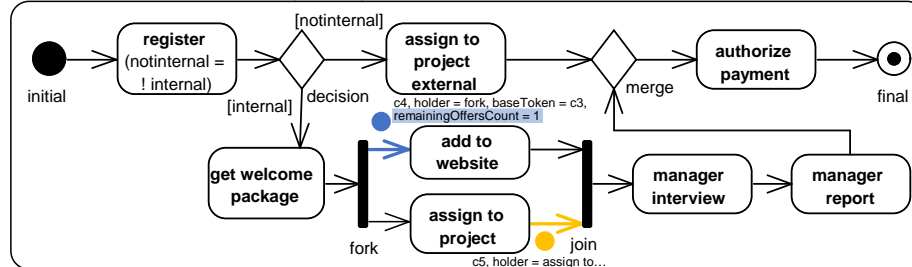 [notinternal]
register
(notinternal =
! internal)
assign to
project
external
authorize
payment
initial
[internal]
decision
merge
final
c4, holder = fork, baseToken = c3,
remainingOffersCount = 1
get welcome
package
add to
website
manager
interview
manager
report
assign to
project
fork
join
c5, holder = assign to…